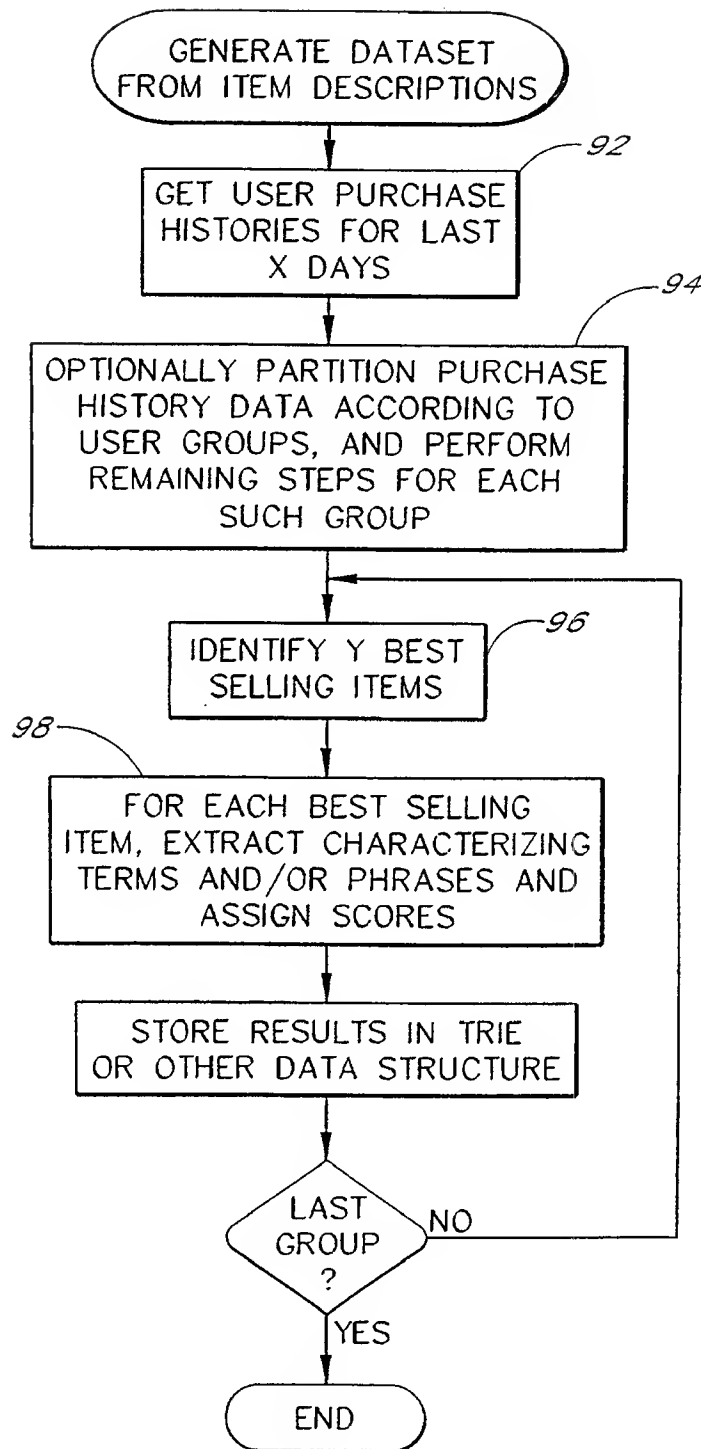 GENERATE DATASET
FROM ITEM DESCRIPTIONS
92
GET USER PURCHASE
HISTORIES FOR LAST
X DAYS
94
OPTIONALLY PARTITION PURCHASE
HISTORY DATA ACCORDING TO
USER GROUPS, AND PERFORM
REMAINING STEPS FOR EACH
SUCH GROUP
96
IDENTIFY Y BEST
SELLING ITEMS
98
FOR EACH BEST SELLING
ITEM, EXTRACT CHARACTERIZING
TERMS AND/OR PHRASES AND
ASSIGN SCORES
STORE RESULTS IN TRIE
OR OTHER DATA STRUCTURE
LAST
GROUP
?
NO
YES
END